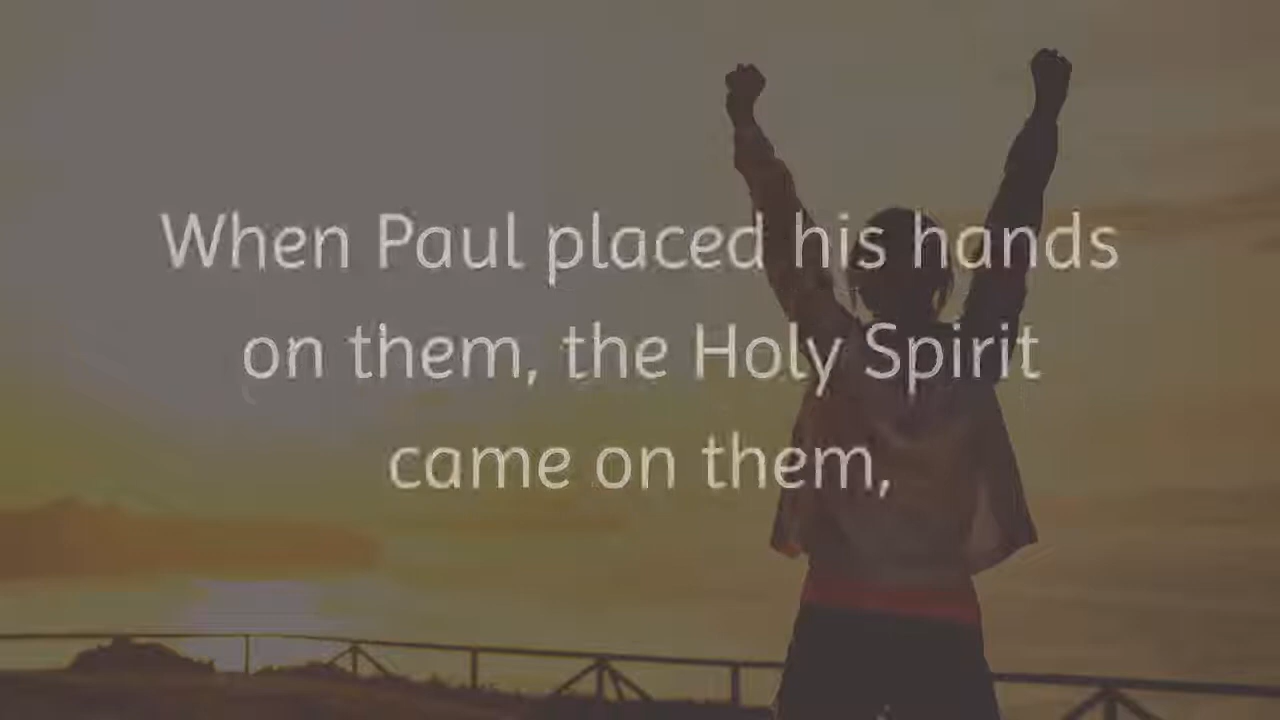 When Paul placed his hands
on them, the Holy Spirit
came on them,